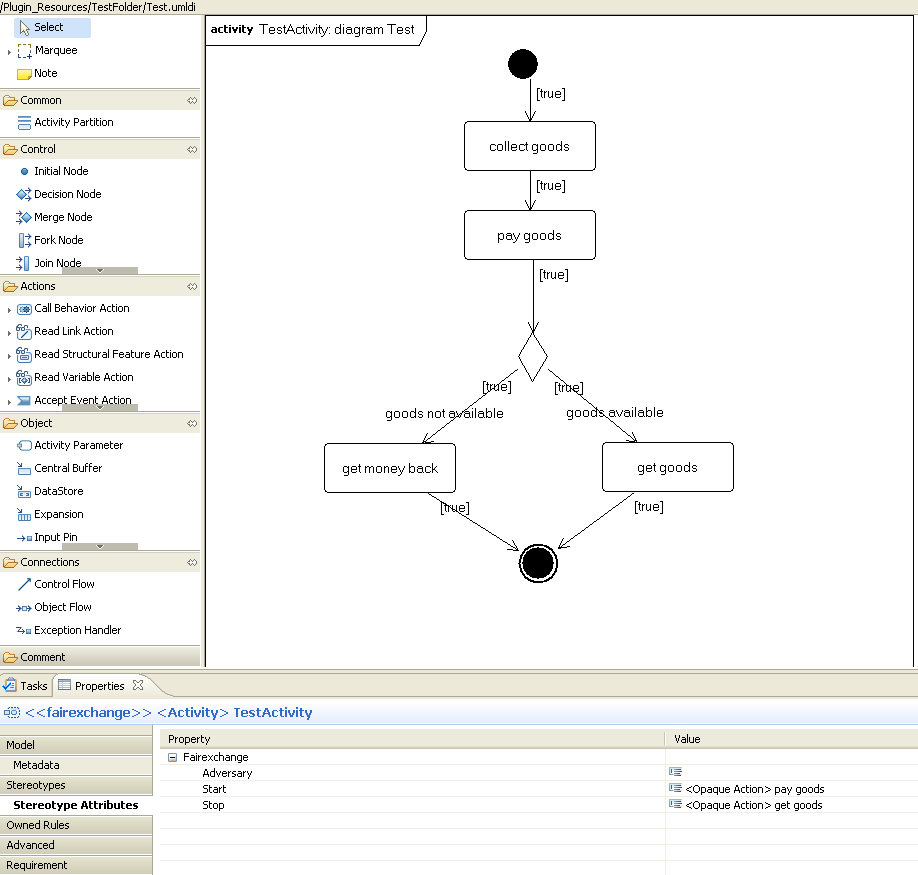 /Plugin_Resources/TestFolder/Test.umldi
Select
Marquee
Note
Common
Activity Partition
Control
Initial Node
Decision Node
Merge Node
Fork Node
Join Node
Actions
Call Behavior Action
Read Link Action
Read Structural Feature Action
Read Variable Action
Accept Event Action
Object
Activity Parameter
Central Buffer
DataStore
Expansion
Input Pin
Connections
Control Flow
Object Flow
Exception Handler
Comment
activity TestActivity: diagram Test
[true]
collect goods
[true]
pay goods
[true]
[true] [true]
goods not available goods available
get money back get goods
[true] [true]
Tasks Properties
<<fairexchange>> <Activity> TestActivity
Model
Metadata
Stereotypes
Stereotype Attributes
Owned Rules
Advanced
Requirement
Property Value
Fairexchange
Adversary
Start <Opaque Action> pay goods
Stop <Opaque Action> get goods